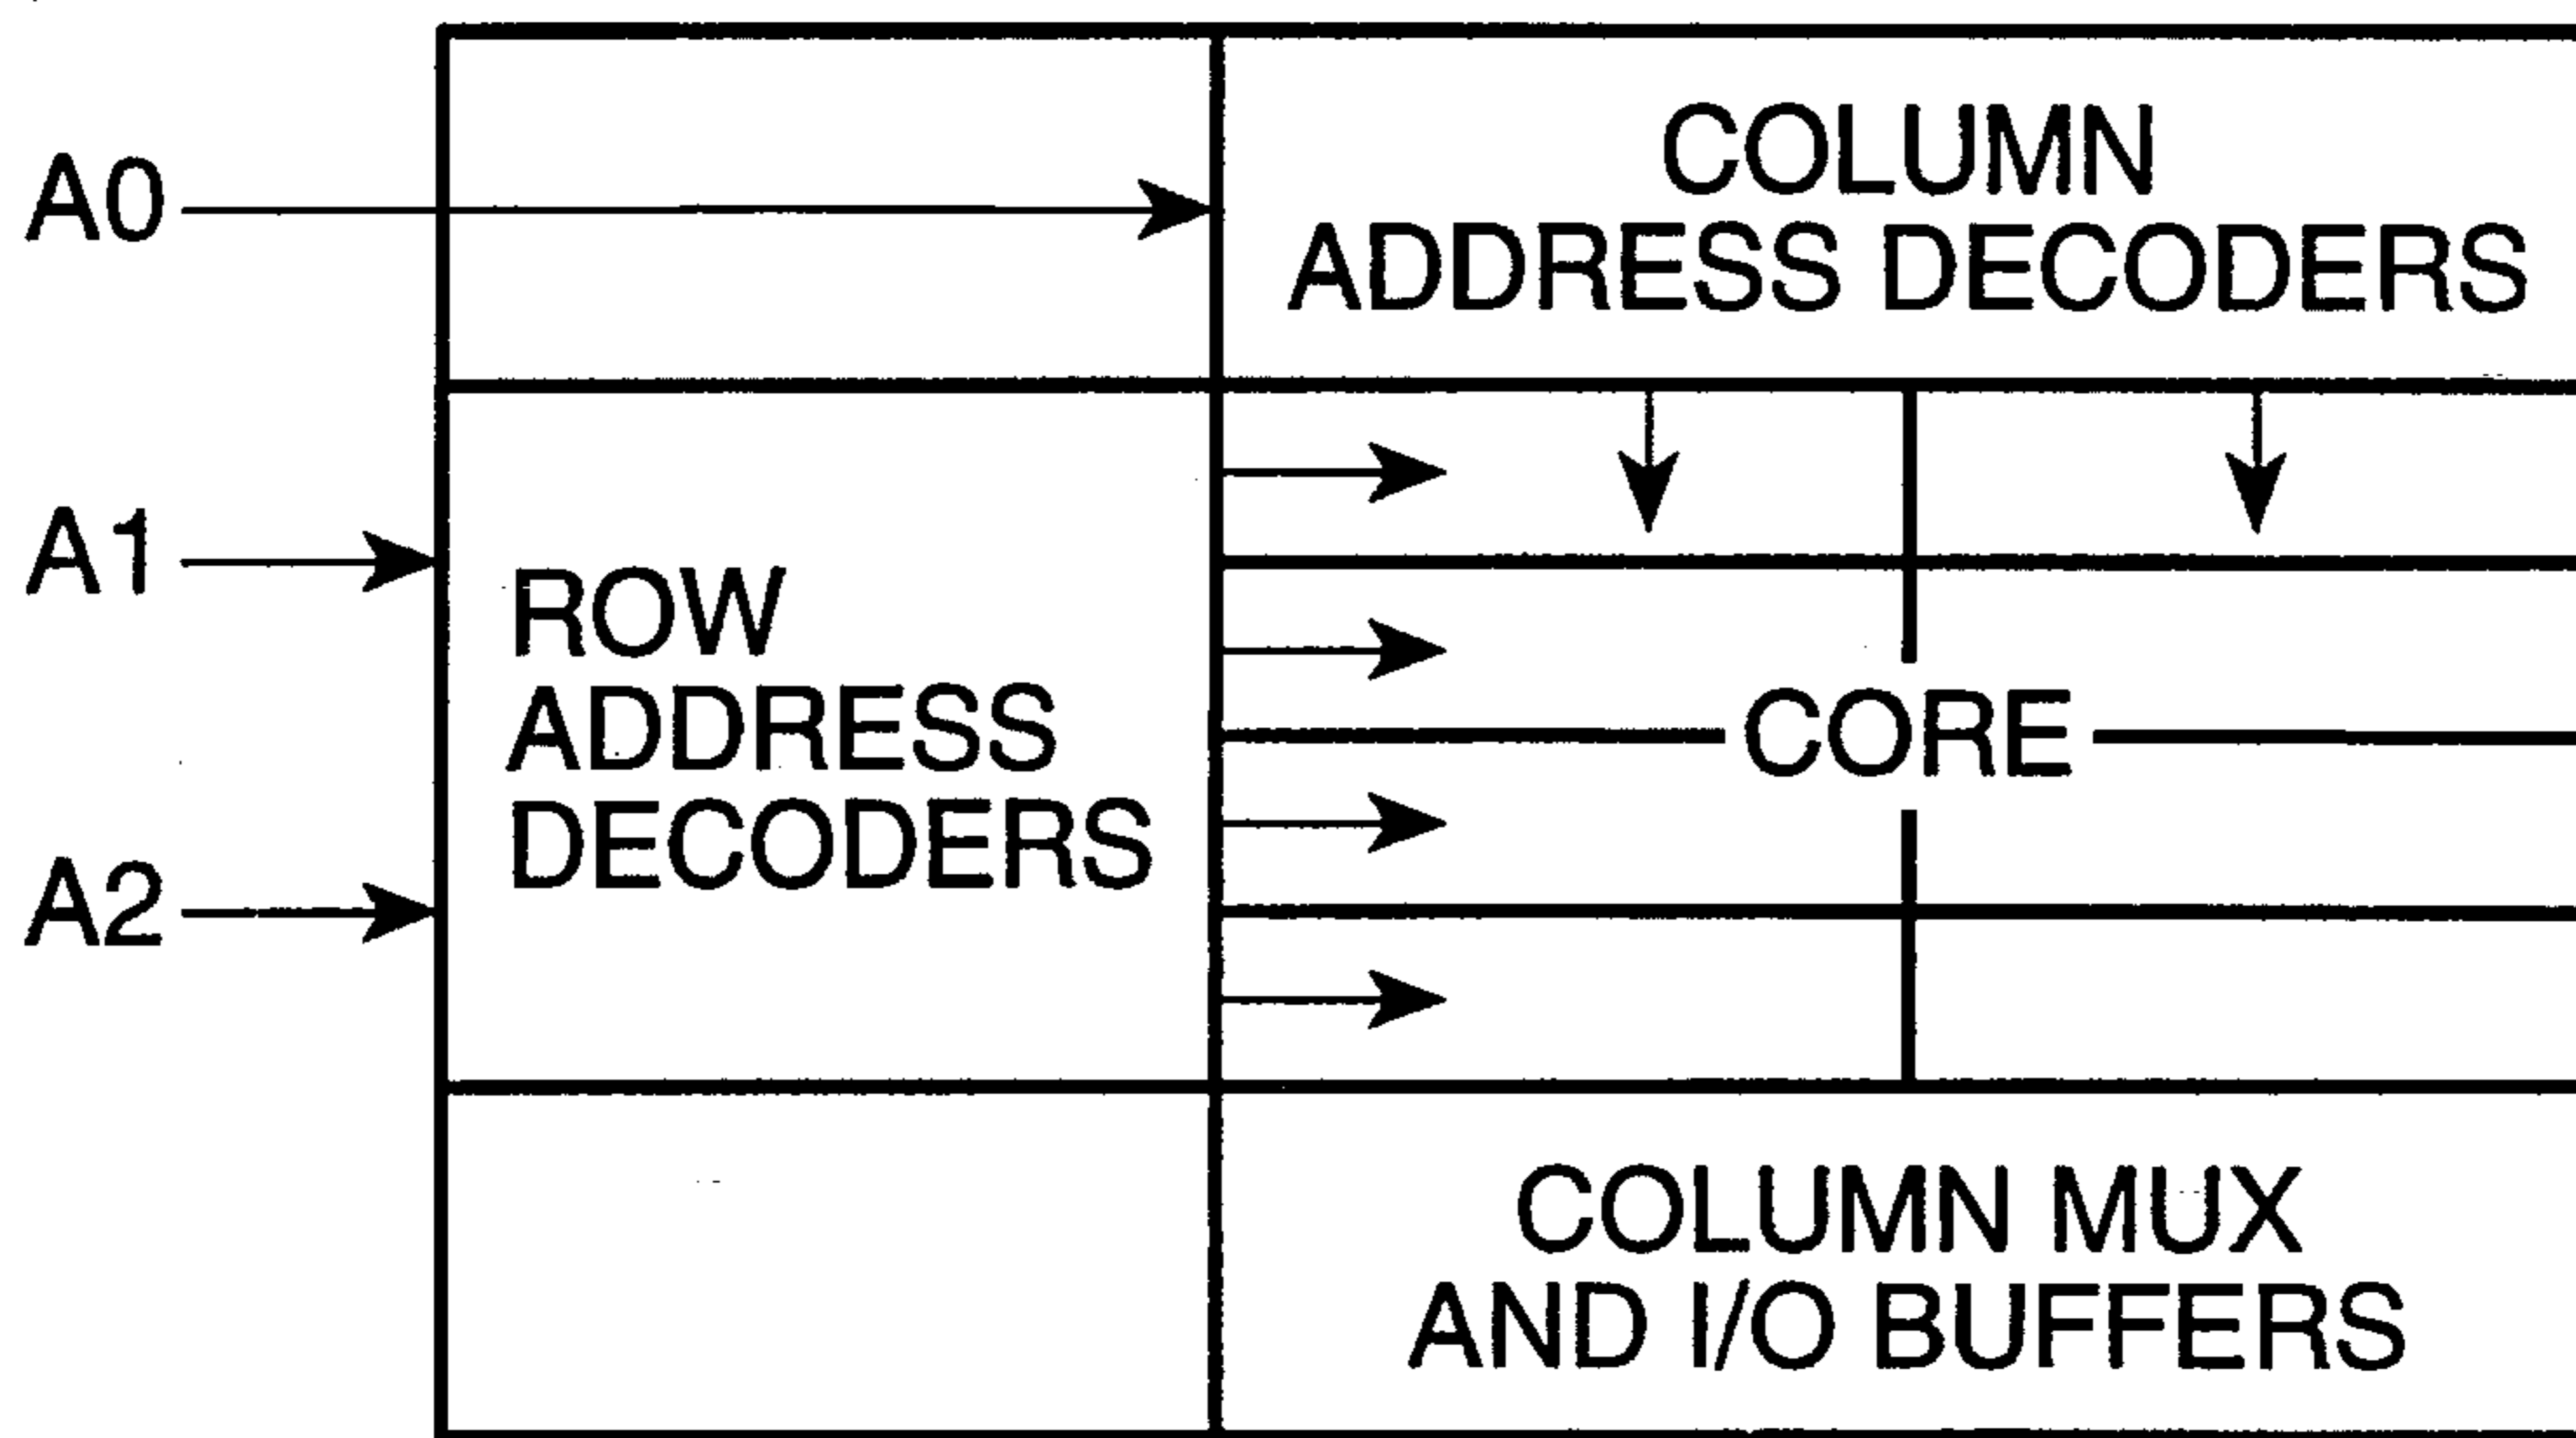 COLUMN
ADDRESS DECODERS
A0
A1
A2
ROW
ADDRESS
DECODERS
CORE
COLUMN MUX
AND I/O BUFFERS